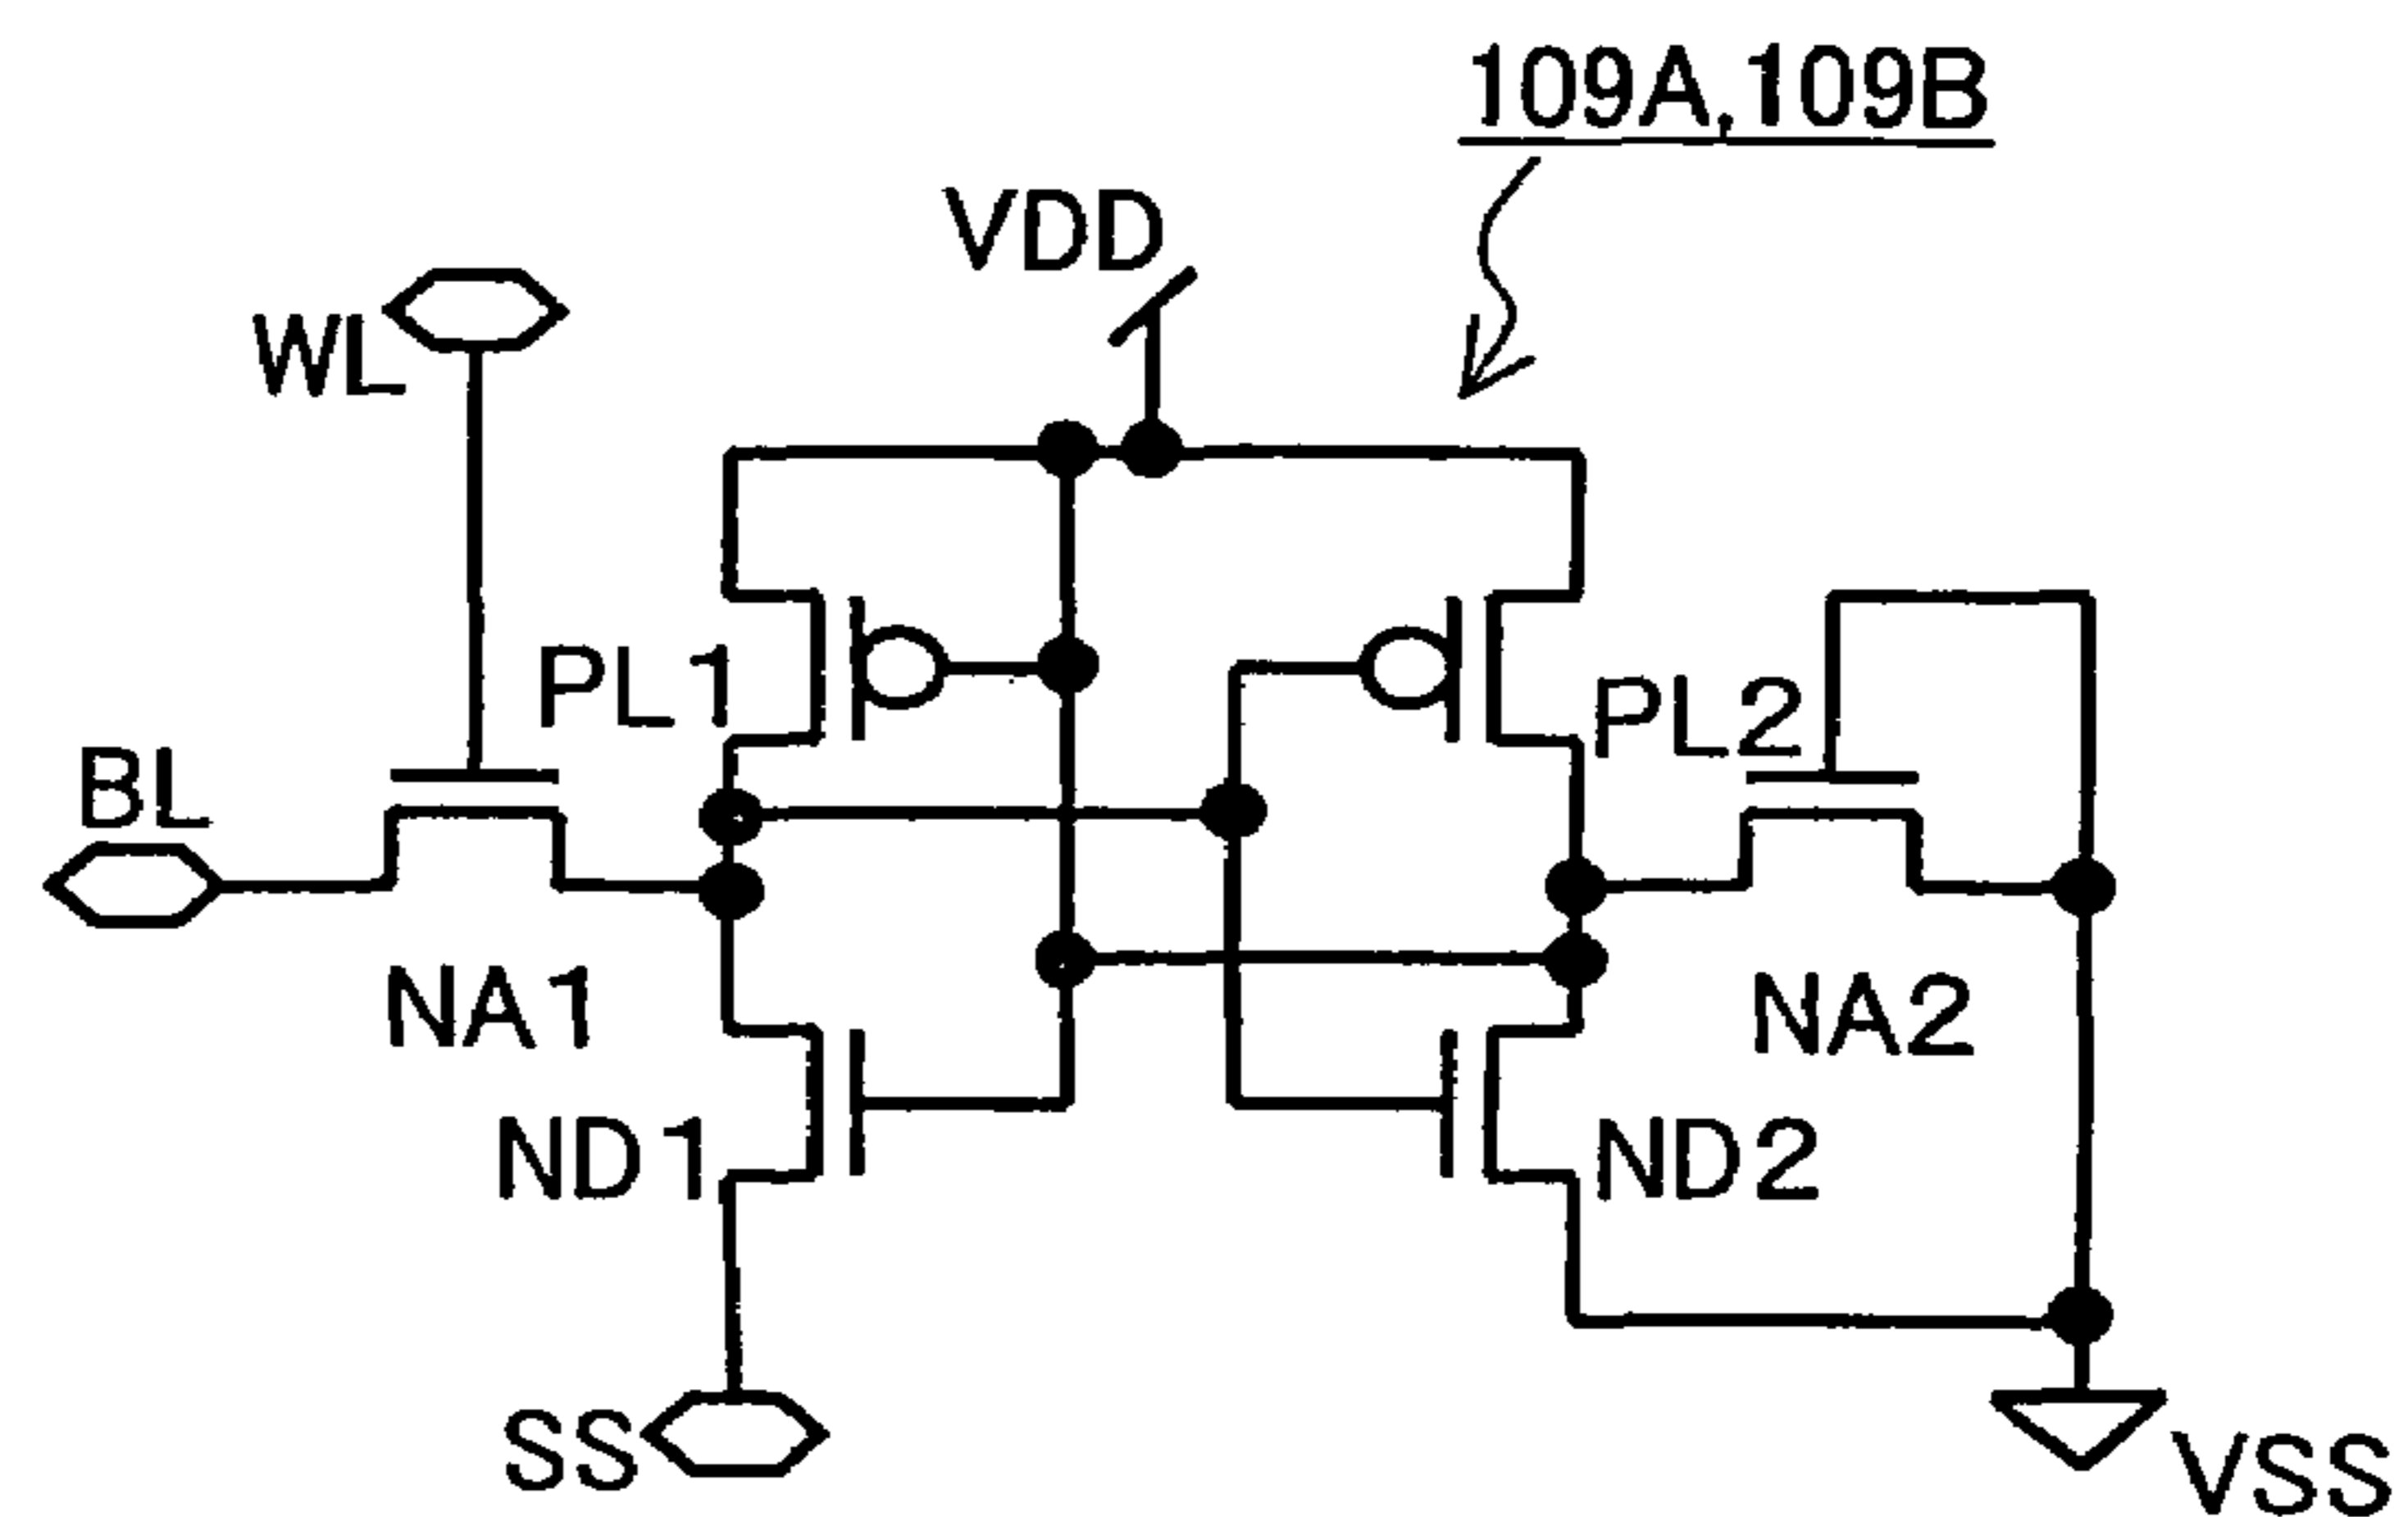 109A,109B
VDD
WL
PL1
PL2
BL
NA1
NA2
ND1
ND2
SS
VSS